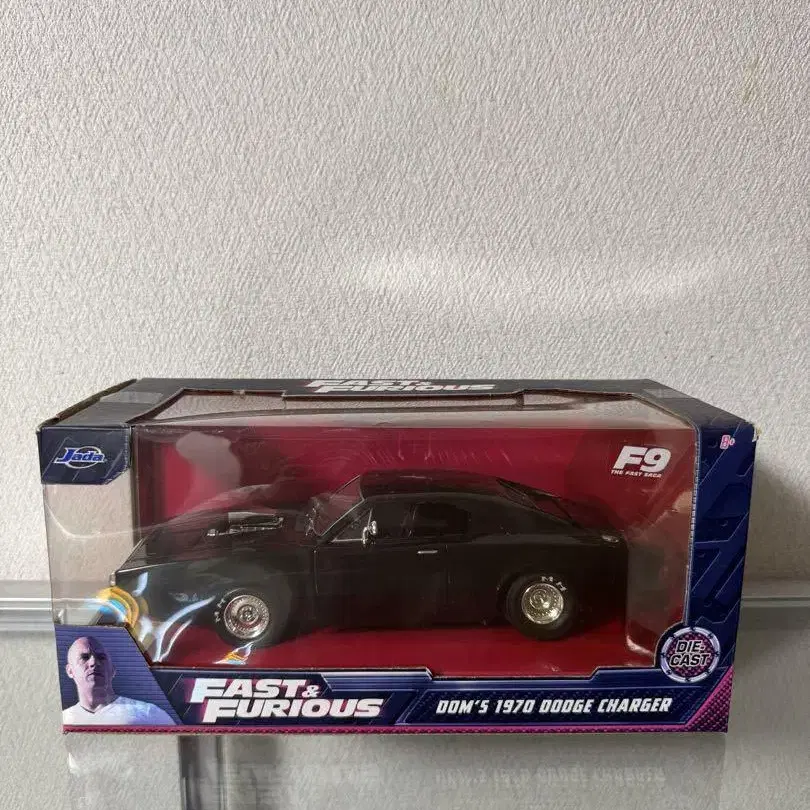 FAST &
FURIOUS
Jada
F9
THE FAST SAGA
8+
DIE-
CAST
FAST &
FURIOUS
DOM'S 1970 DODGE CHARGER